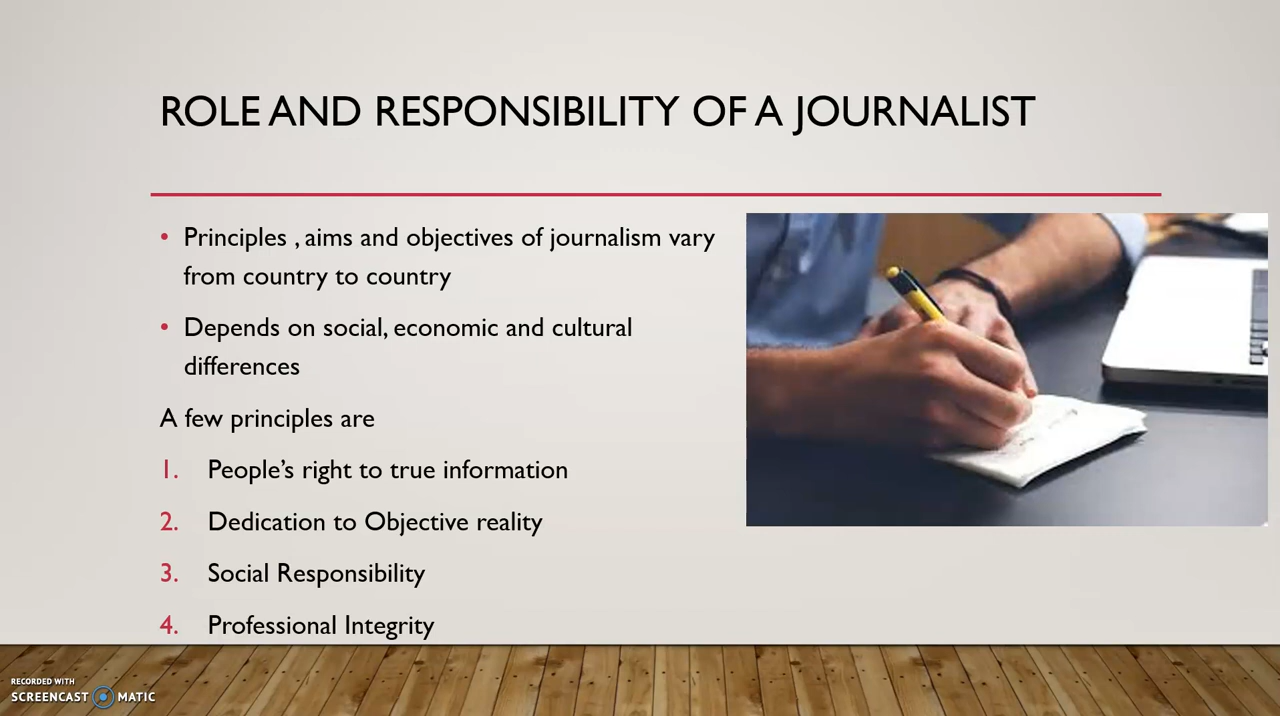 ROLE AND RESPONSIBILITY OF A JOURNALIST
• Principles , aims and objectives of journalism vary
from country to country
• Depends on social, economic and cultural
differences
A few principles are
1. People’s right to true information
2. Dedication to Objective reality
3. Social Responsibility
4. Professional Integrity
RECORDED WITH
SCREENCAST MATIC